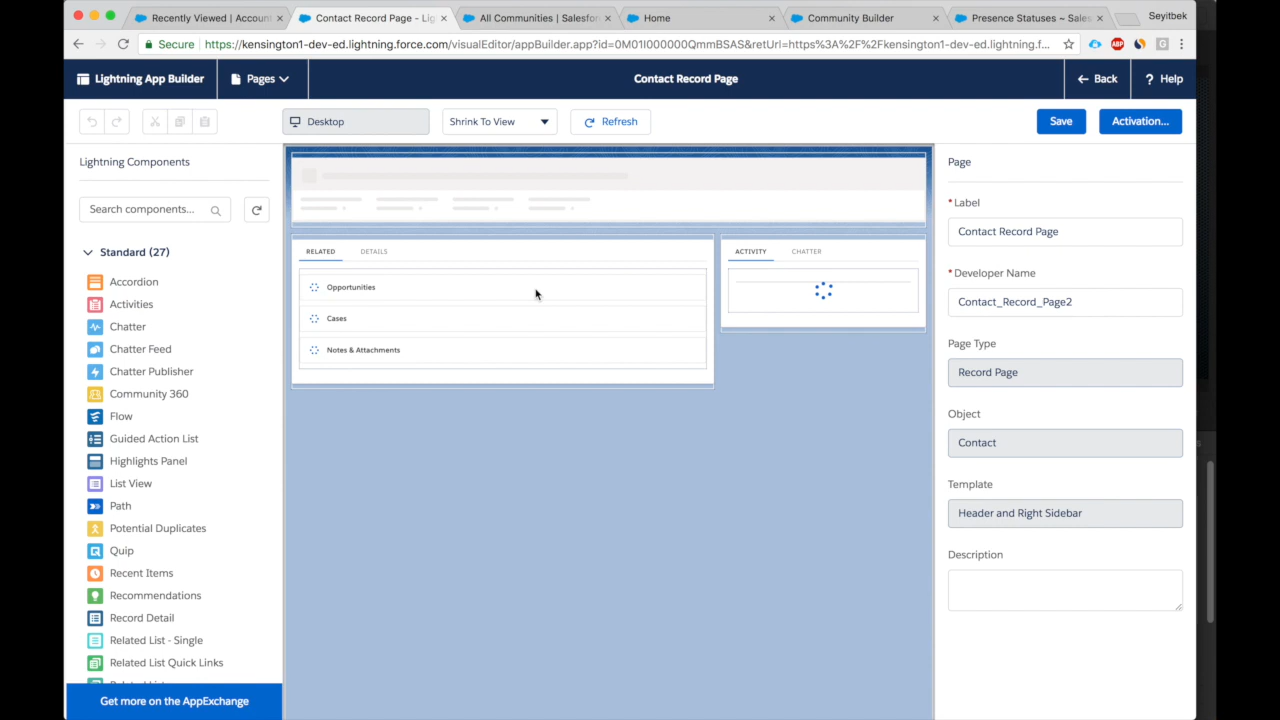 Recently Viewed | Account
Contact Record Page - Lig
All Communities | Salesfor
Home
Community Builder
Presence Statuses ~ Sales
Seyitbek
Secure
https://kensington1-dev-ed.lightning.force.com/visualEditor/appBuilder.app?id=0M01I000000QmmBSAS&retUrl=https%3A%2F%2Fkensington1-dev-ed.lightning.f...
ABP
Lightning App Builder
Pages
Contact Record Page
Back
? Help
Desktop
Shrink To View
Refresh
Save
Activation...
Lightning Components
Search components...
Standard (27)
Accordion
Activities
Chatter
Chatter Feed
Chatter Publisher
Community 360
Flow
Guided Action List
Highlights Panel
List View
Path
Potential Duplicates
Quip
Recent Items
Recommendations
Record Detail
Related List - Single
Related List Quick Links
Get more on the AppExchange
RELATED
DETAILS
Opportunities
Cases
Notes & Attachments
ACTIVITY
CHATTER
Page
* Label
Contact Record Page
* Developer Name
Contact_Record_Page2
Page Type
Record Page
Object
Contact
Template
Header and Right Sidebar
Description